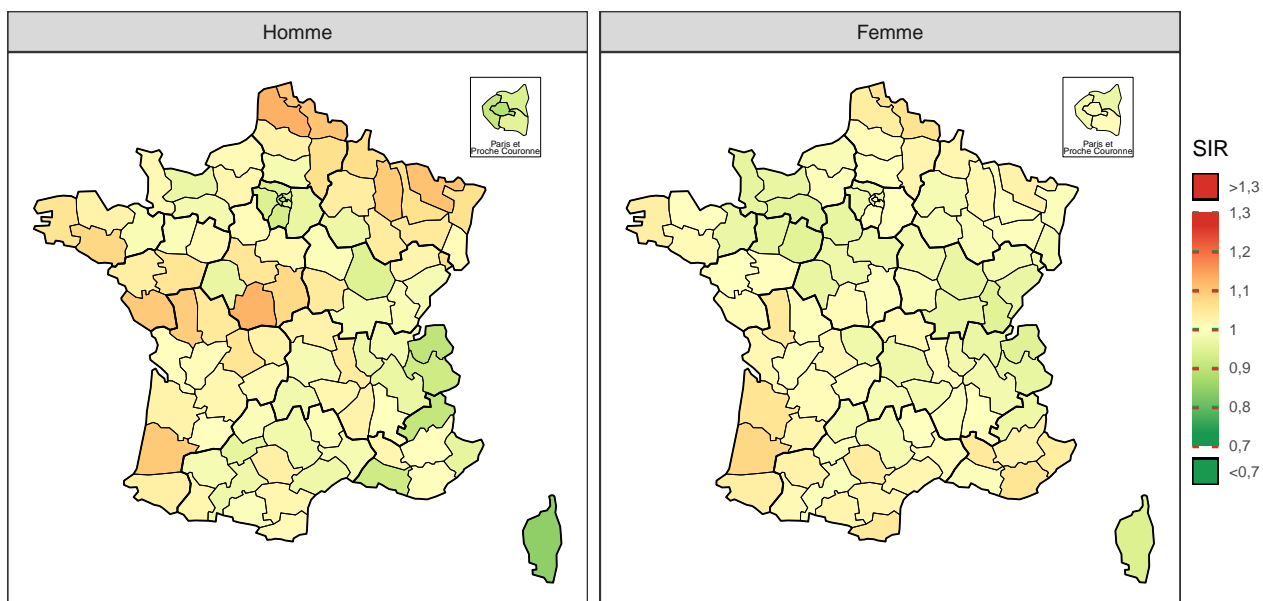 Homme
Femme
Paris et
Proche Couronne
Paris et
Proche Couronne
SIR
>1,3
1,3
1,2
1,1
1
0,9
0,8
0,7
<0,7